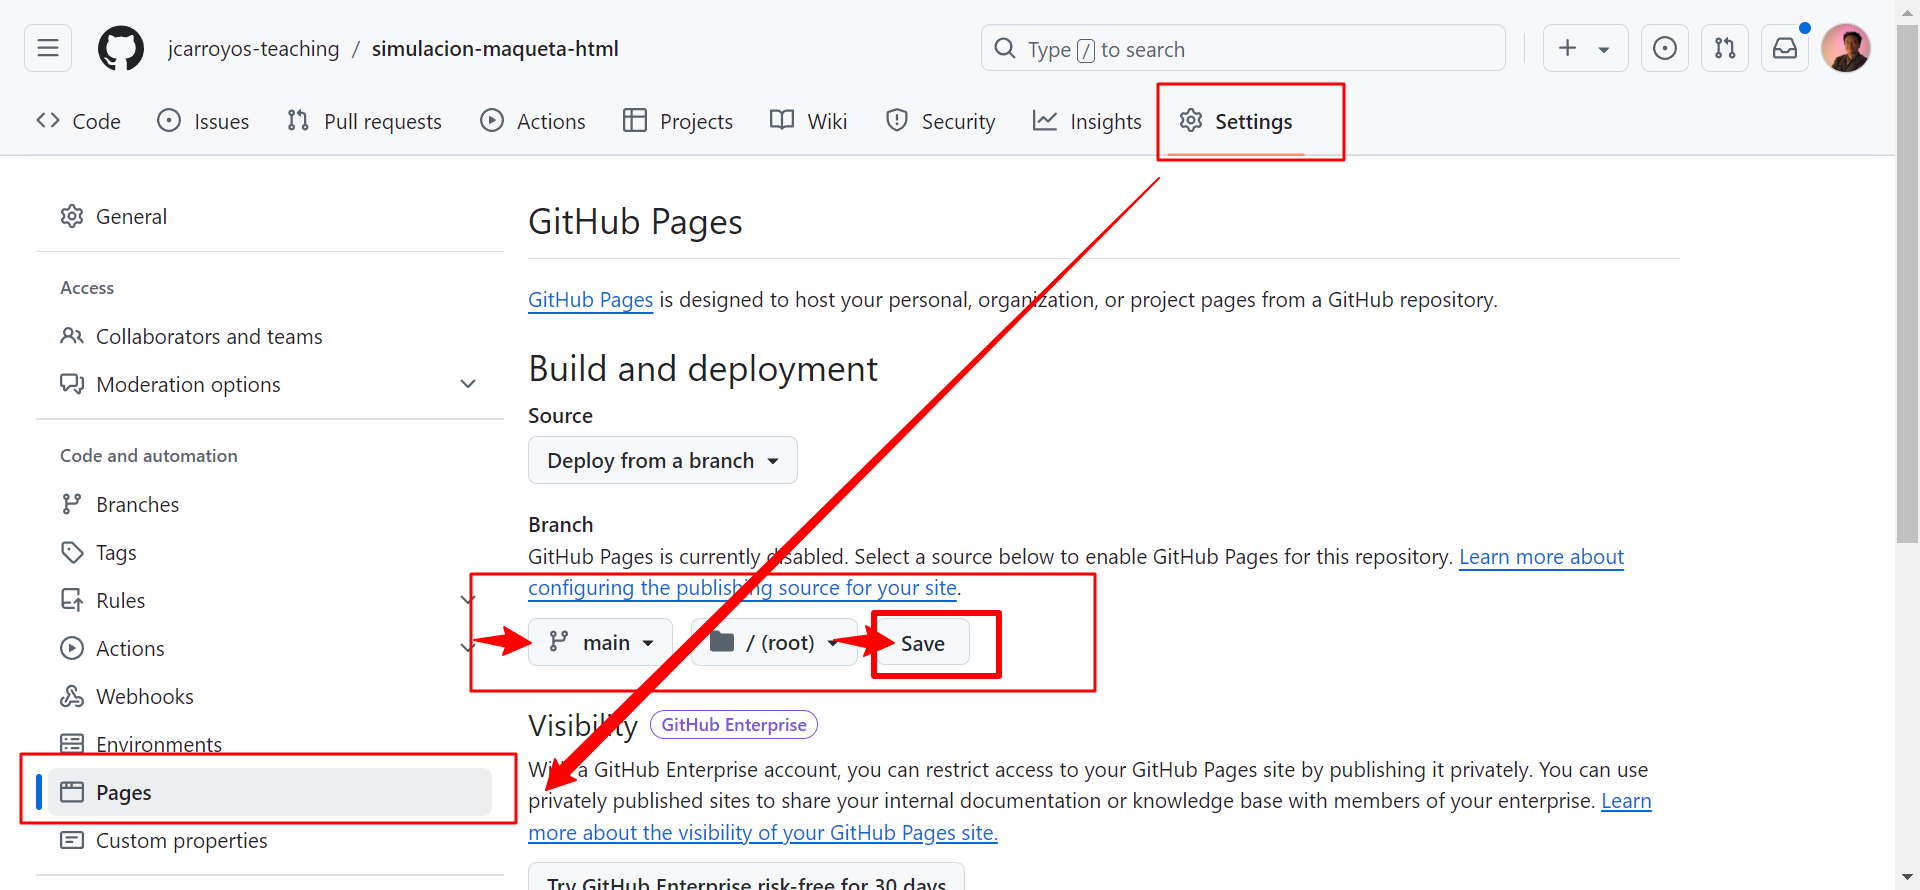 jcarroyos-teaching / simulacion-maqueta-html
Type / to search
Code
Issues
Pull requests
Actions
Projects
Wiki
Security
Insights
Settings
General
Access
Collaborators and teams
Moderation options
Code and automation
Branches
Tags
Rules
Actions
Webhooks
Environments
Pages
Custom properties
GitHub Pages
GitHub Pages is designed to host your personal, organization, or project pages from a GitHub repository.
Build and deployment
Source
Deploy from a branch
Branch
GitHub Pages is currently disabled. Select a source below to enable GitHub Pages for this repository. Learn more about
configuring the publishing source for your site.
main
/ (root)
Save
Visibility GitHub Enterprise
With a GitHub Enterprise account, you can restrict access to your GitHub Pages site by publishing it privately. You can use
privately published sites to share your internal documentation or knowledge base with members of your enterprise. Learn
more about the visibility of your GitHub Pages site.
Try GitHub Enterprise risk-free for 30 days